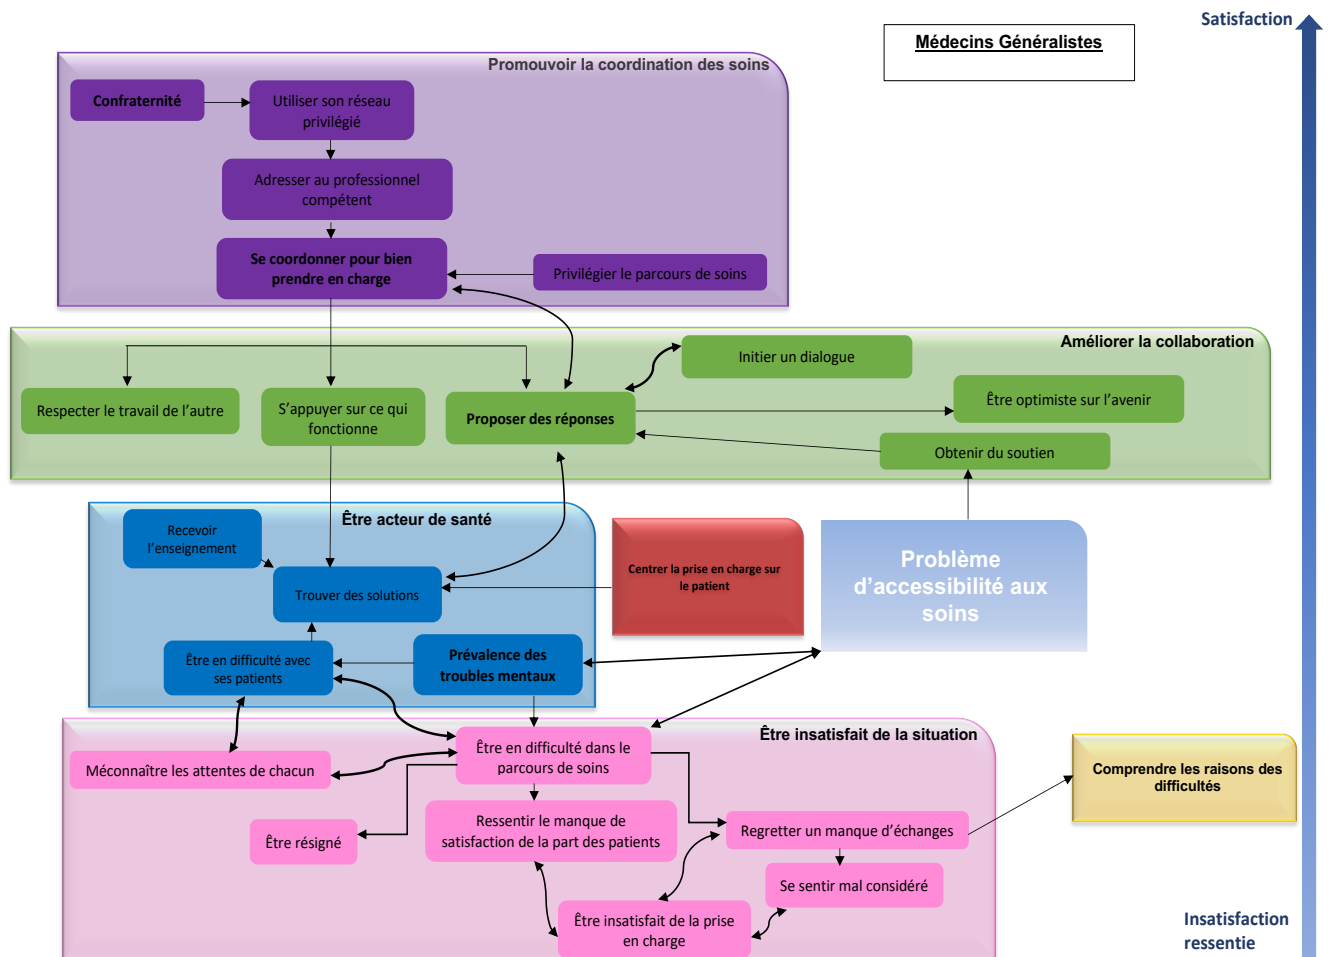 Satisfaction
Médecins Généralistes
Promouvoir la coordination des soins
Confraternité
Utiliser son réseau
privilégié
Adresser au professionnel
compétent
Se coordonner pour bien
prendre en charge
Privilégier le parcours de soins
Améliorer la collaboration
Initier un dialogue
Respecter le travail de l’autre
S’appuyer sur ce qui
fonctionne
Proposer des réponses
Être optimiste sur l’avenir
Obtenir du soutien
Être acteur de santé
Recevoir
l’enseignement
Trouver des solutions
Centrer la prise en charge sur
le patient
Problème
d’accessibilité aux
soins
Être en difficulté avec
ses patients
Prévalence des
troubles mentaux
Être insatisfait de la situation
Être en difficulté dans le
parcours de soins
Méconnaître les attentes de chacun
Comprendre les raisons des
difficultés
Être résigné
Ressentir le manque de
satisfaction de la part des patients
Regretter un manque d’échanges
Se sentir mal considéré
Être insatisfait de la prise
en charge
Insatisfaction
ressentie